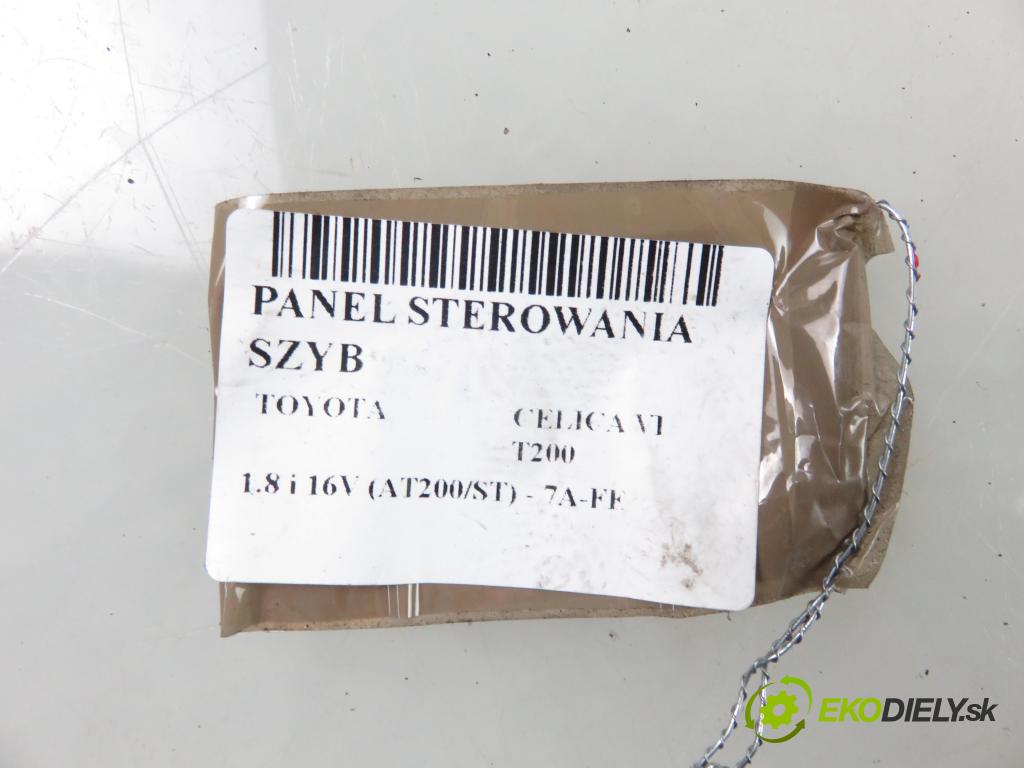 PANEL STEROWANIA
SZYB
TOYOTA CELICA VI
T200
1.8 i 16V (AT200/ST) - 7A-FE
EKODIELY.sk